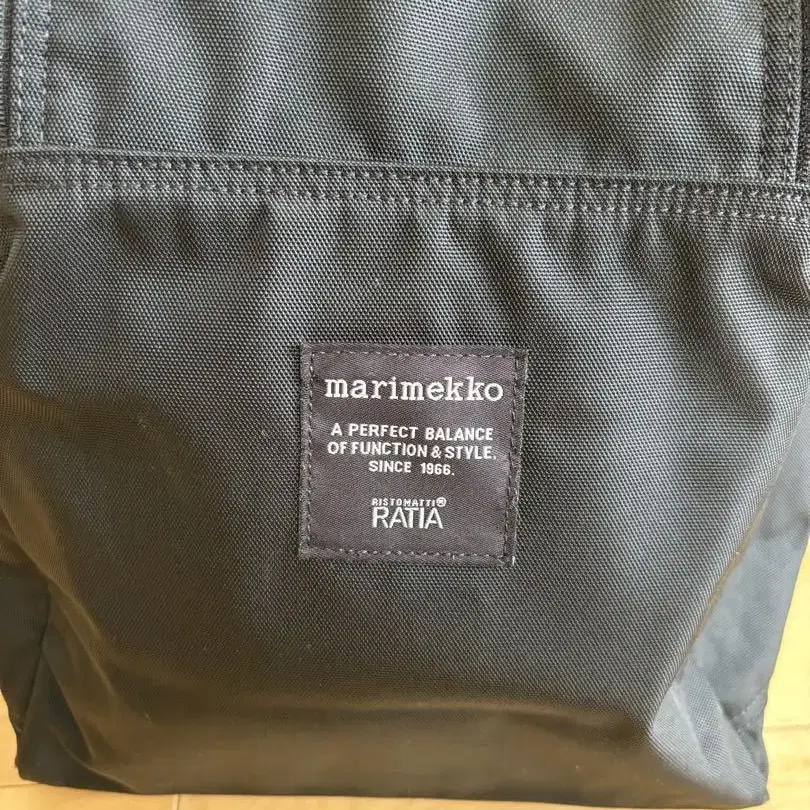 marimekko
A PERFECT BALANCE
OF FUNCTION & STYLE.
SINCE 1966.
RISTOMATTI®
RATIA